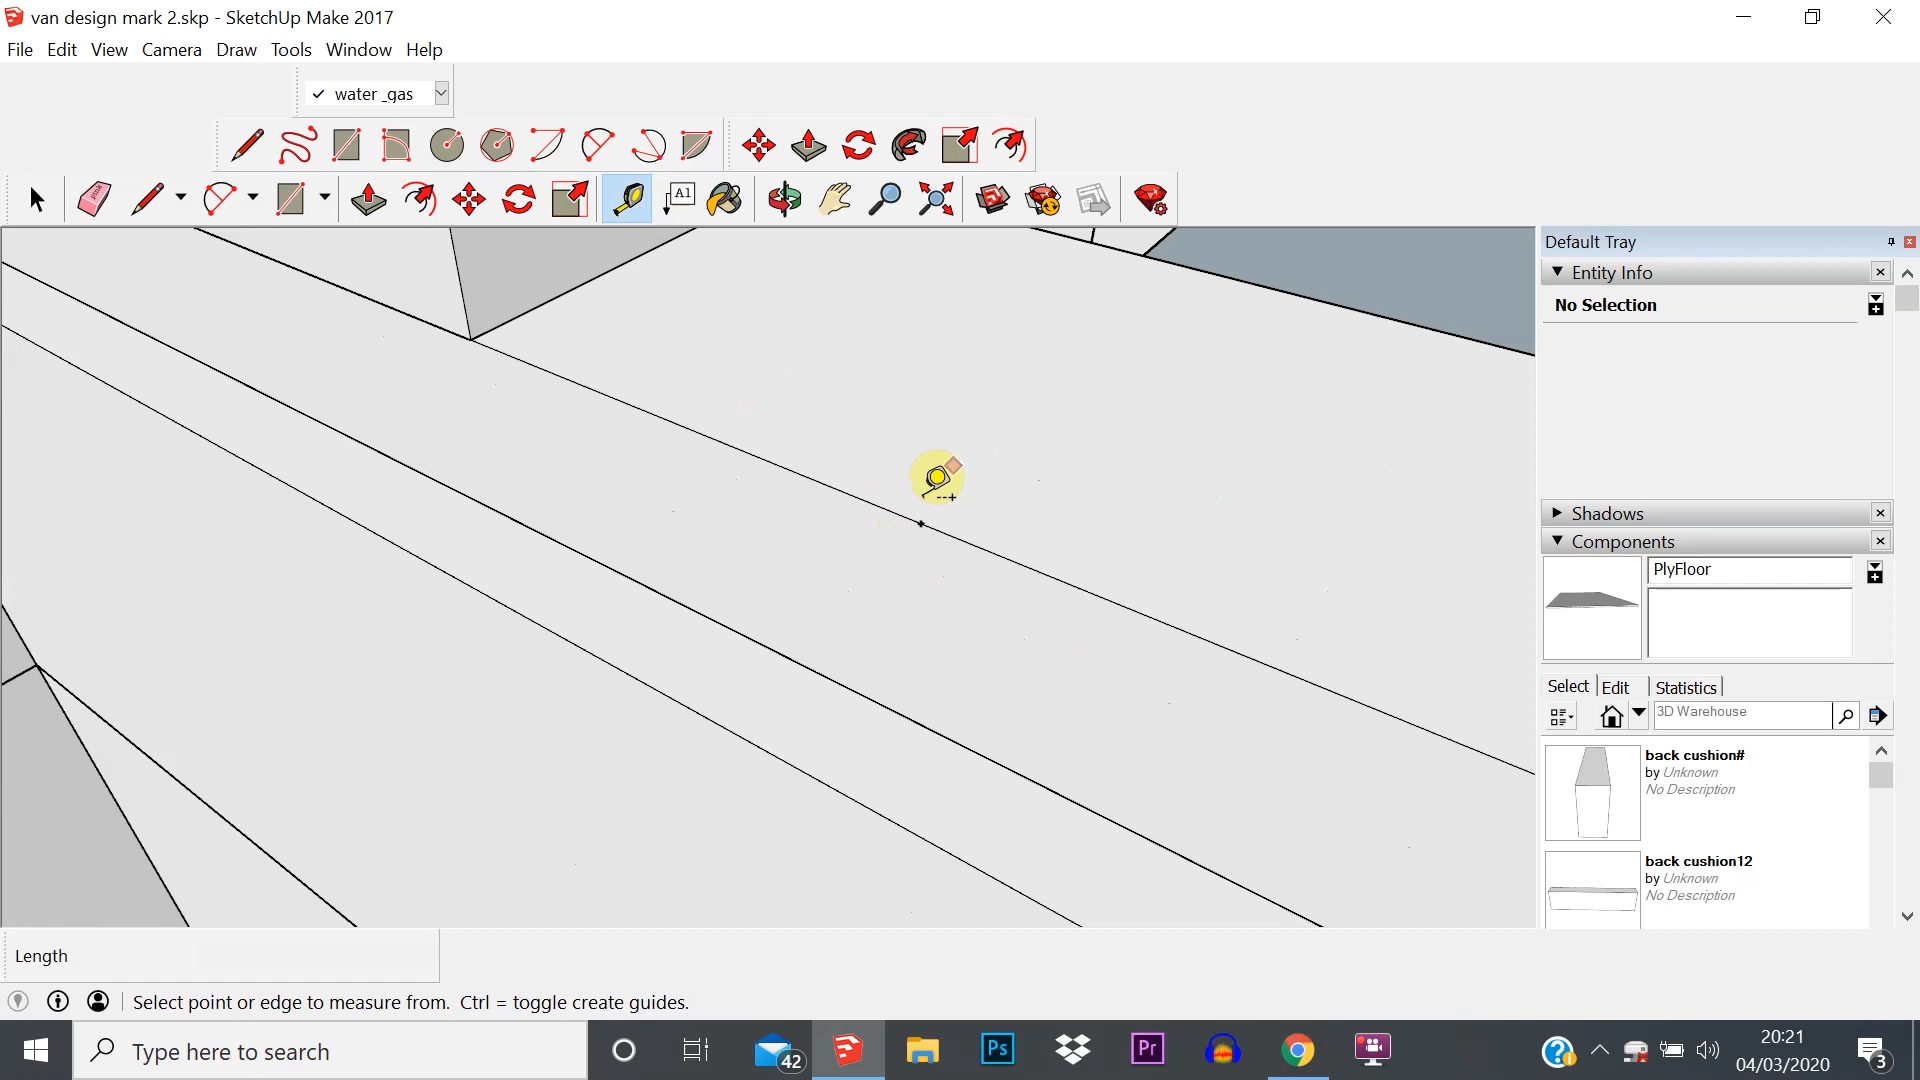 van design mark 2.skp - SketchUp Make 2017
File Edit View Camera Draw Tools Window Help
water _gas
A1
Default Tray
Entity Info
No Selection
Shadows
Components
PlyFloor
Select Edit Statistics
3D Warehouse
back cushion#
by Unknown
No Description
back cushion12
by Unknown
No Description
Length
Select point or edge to measure from. Ctrl = toggle create guides.
Type here to search
42
Ps
Pr
20:21
04/03/2020
3